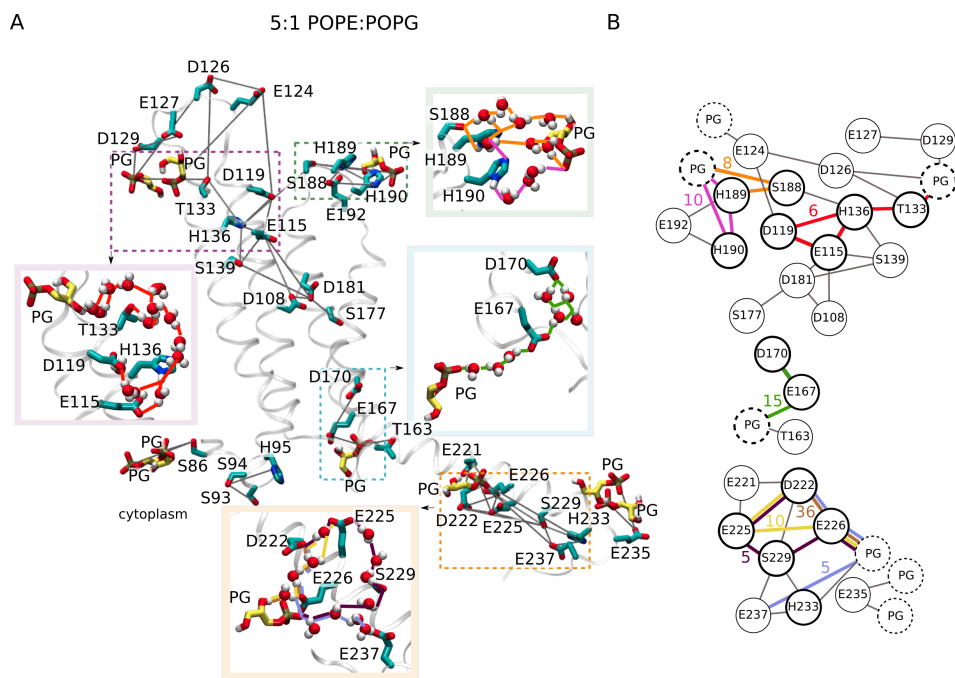 A
5:1 POPE:POPG
B
D126
E124
E127
D129
PG
PG
T133
D119
H136
E115
S139
D181
D108
S177
H189
PG
S188
H190
E192
S188
PG
H189
H190
PG
T133
D119
H136
E115
D170
E167
PG
D170
E167
T163
PG
PG
PG
S86
S94
H95
S93
cytoplasm
E221
PG
E226
PG
S229
PG
D222
E225
H233
E237
E235
E225
D222
E226
S229
PG
E237
PG
E127
D129
E124
PG
8
D126
PG
H189
S188
10
6
H136
T133
E192
D119
H190
E115
S139
D181
S177
D108
D170
E167
15
PG
T163
E221
D222
36
10
E225
E226
5
PG
S229
5
PG
E235
H233
E237
PG